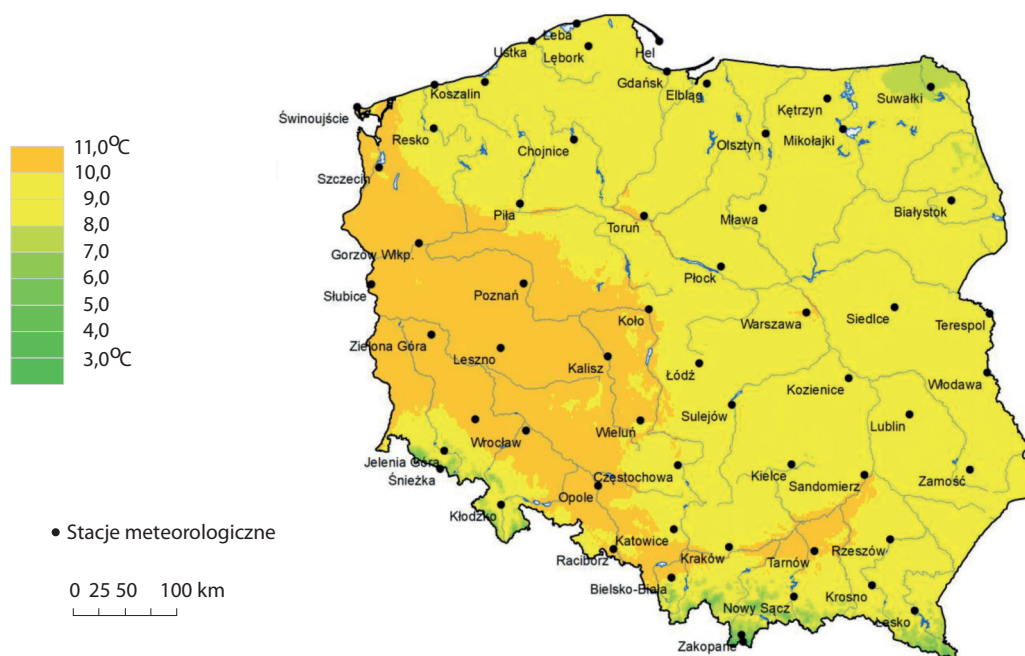 11,0°C
10,0
9,0
8,0
7,0
6,0
5,0
4,0
3,0°C
• Stacje meteorologiczne
0 25 50 100 km
Łeba
Ustka
Lębork
Hel
Gdańsk
Elbląg
Koszalin
Kętrzyn
Suwałki
Świnoujście
Resko
Chojnice
Olsztyn
Mikołajki
Szczecin
Piła
Toruń
Mława
Białystok
Gorzów Wlkp.
Płock
Słubice
Poznań
Koło
Warszawa
Siedlce
Terespol
Zielona Góra
Leszno
Kalisz
Łódź
Kozienice
Włodawa
Sulejów
Lublin
Wrocław
Wieluń
Jelenia Góra
Śnieżka
Częstochowa
Kielce
Sandomierz
Zamość
Opole
Kłodzko
Katowice
Racibórz
Kraków
Tarnów
Rzeszów
Bielsko-Biała
Nowy Sącz
Krosno
Lesko
Zakopane